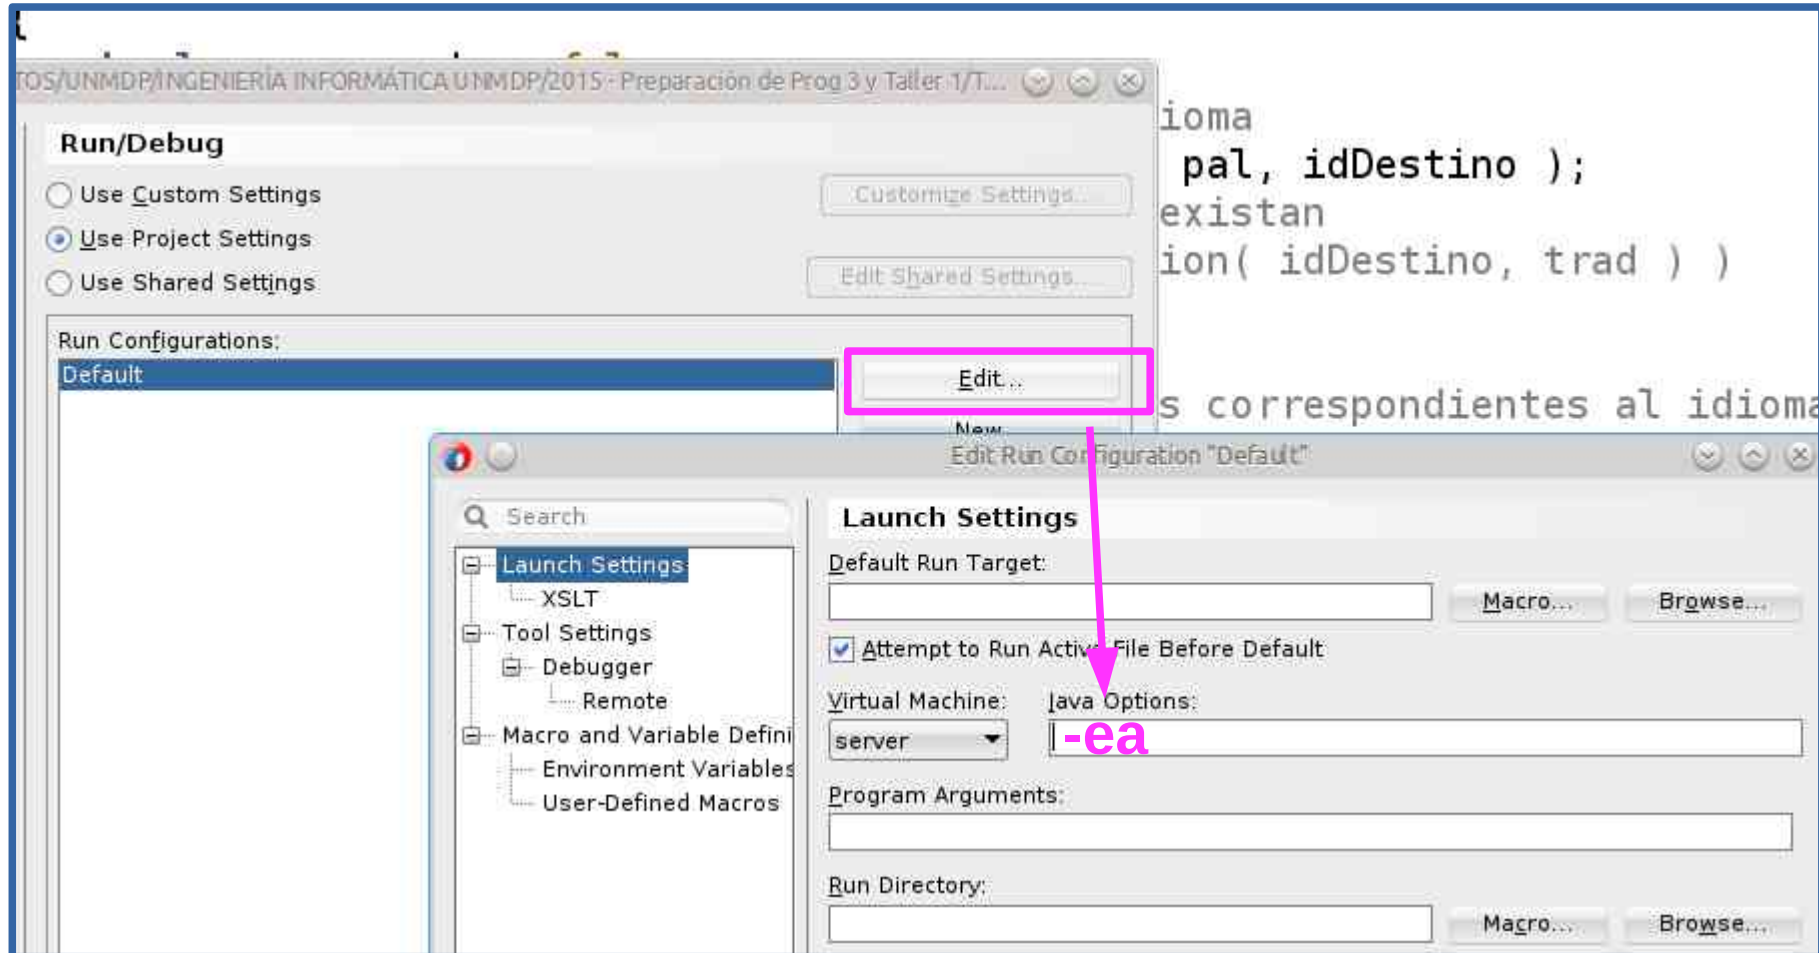 {
TOS/UNMDP/INGENIERÍA INFORMÁTICA UNMDP/2015 - Preparación de Prog 3 y Taller 1/T...
Run/Debug
Use Custom Settings
Customize Settings...
Use Project Settings
Use Shared Settings
Edit Shared Settings...
Run Configurations:
Default
Edit...
New...
ioma
pal, idDestino );
existan
ion( idDestino, trad ) )
s correspondientes al idioma
Edit Run Configuration "Default"
Search
Launch Settings
XSLT
Tool Settings
Debugger
Remote
Macro and Variable Defini
Environment Variables
User-Defined Macros
Launch Settings
Default Run Target:
Macro... Browse...
Attempt to Run Active File Before Default
Virtual Machine: Java Options:
server -ea
Program Arguments:
Run Directory:
Macro... Browse...